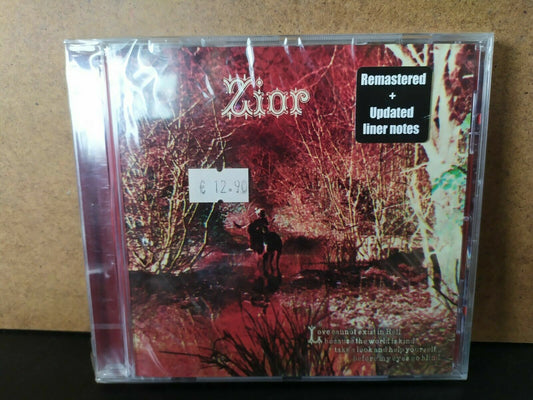 Zior
Remastered
+
Updated
liner notes
€ 12.90
Love cannot exist in Hell
because the world is kind
take a look and help yourself
before my eyes go blind